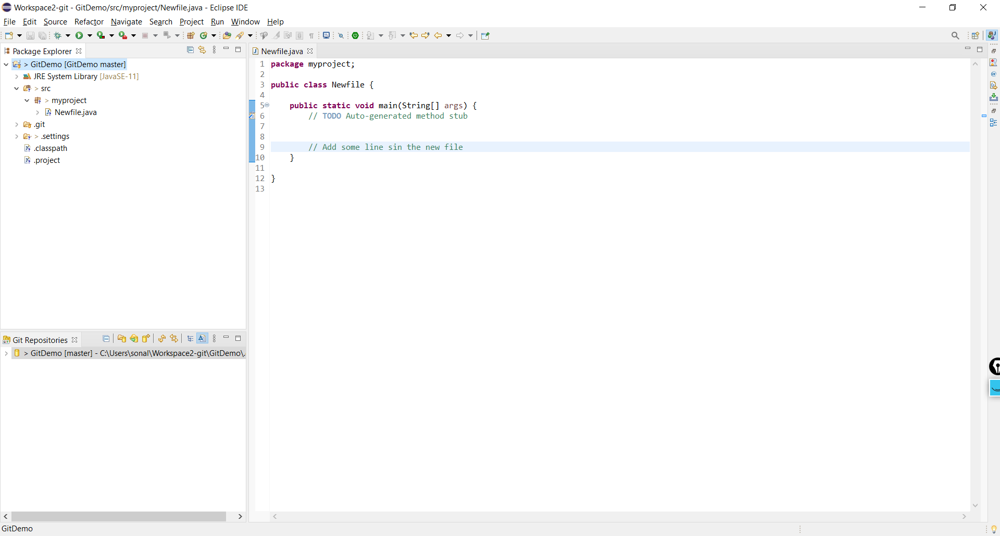 Workspace2-git - GitDemo/src/myproject/Newfile.java - Eclipse IDE
File Edit Source Refactor Navigate Search Project Run Window Help
Package Explorer
> GitDemo [GitDemo master]
JRE System Library [JavaSE-11]
> src
> myproject
Newfile.java
.git
> .settings
.classpath
.project
Newfile.java
1 package myproject;
2
3 public class Newfile {
4
5 public static void main(String[] args) {
6 // TODO Auto-generated method stub
7
8
9 // Add some line sin the new file
10 }
11
12 }
13
Git Repositories
> GitDemo [master] - C:\Users\sonal\Workspace2-git\GitDemo\.
GitDemo